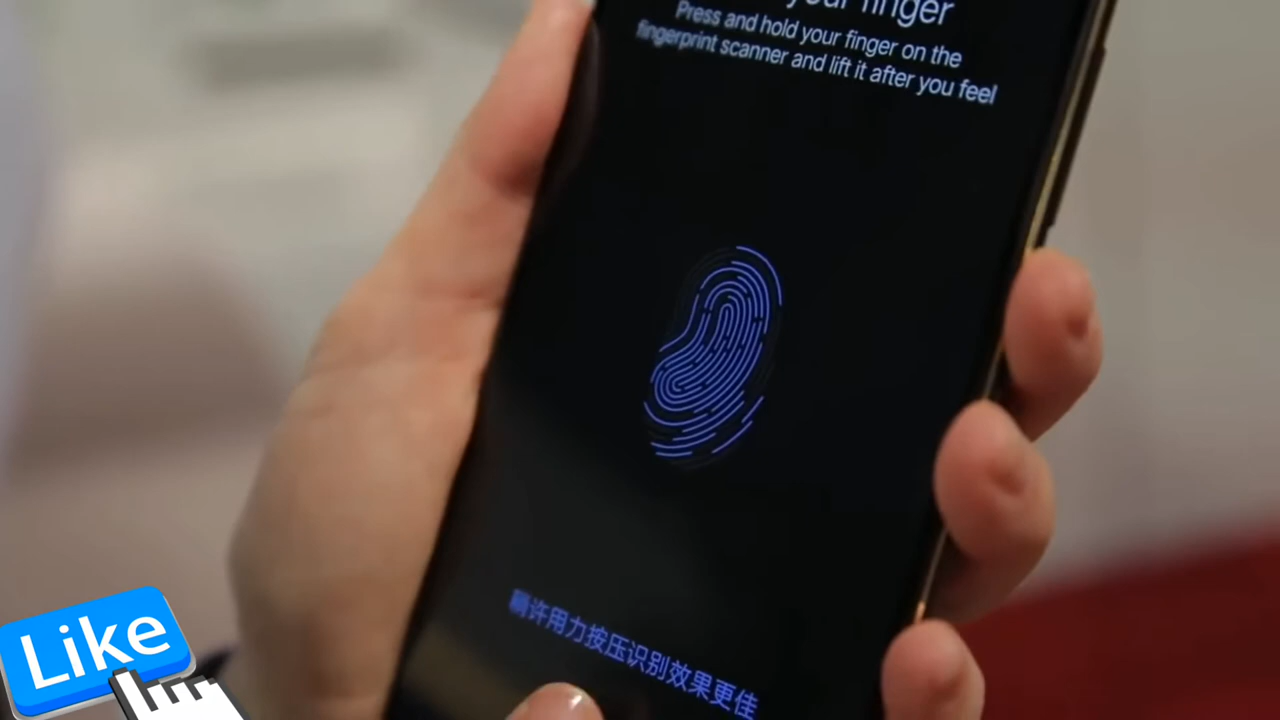 your finger
Press and hold your finger on the
fingerprint scanner and lift it after you feel
稍许用力按压识别效果更佳
Like